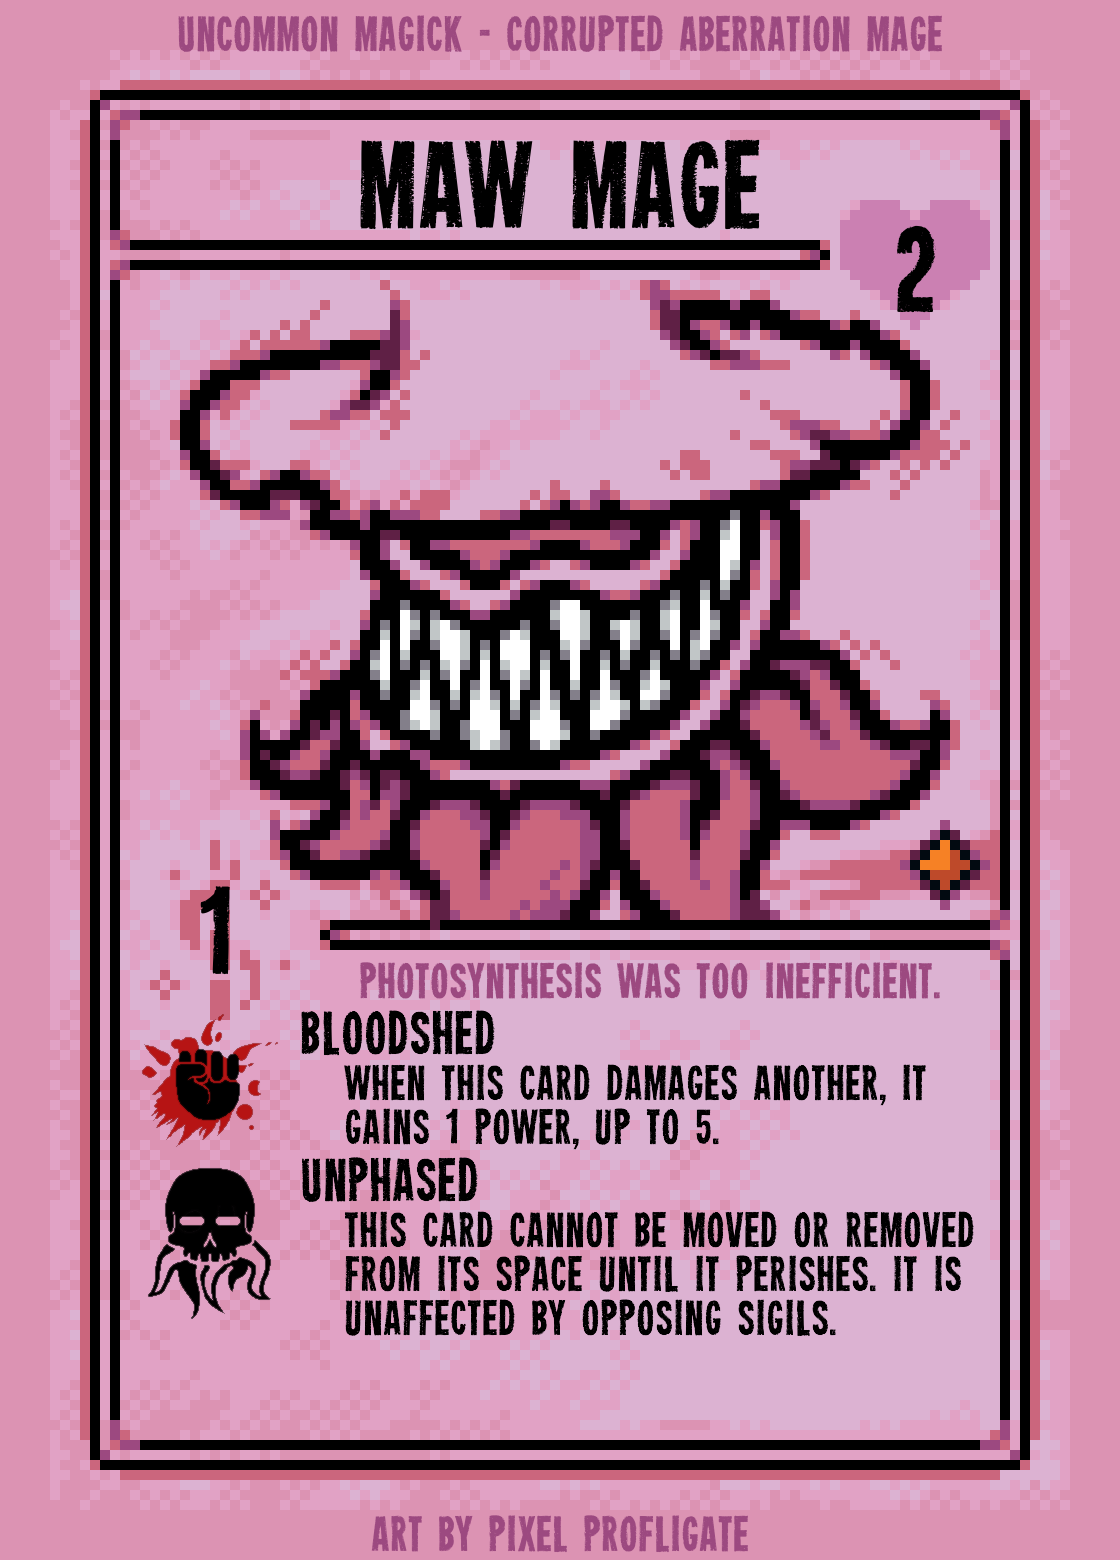 UNCOMMON MAGICK - CORRUPTED ABERRATION MAGE
MAW MAGE
2
1
PHOTOSYNTHESIS WAS TOO INEFFICIENT.
BLOODSHED
WHEN THIS CARD DAMAGES ANOTHER, IT
GAINS 1 POWER, UP TO 5.
UNPHASED
THIS CARD CANNOT BE MOVED OR REMOVED
FROM ITS SPACE UNTIL IT PERISHES. IT IS
UNAFFECTED BY OPPOSING SIGILS.
ART BY PIXEL PROFLIGATE